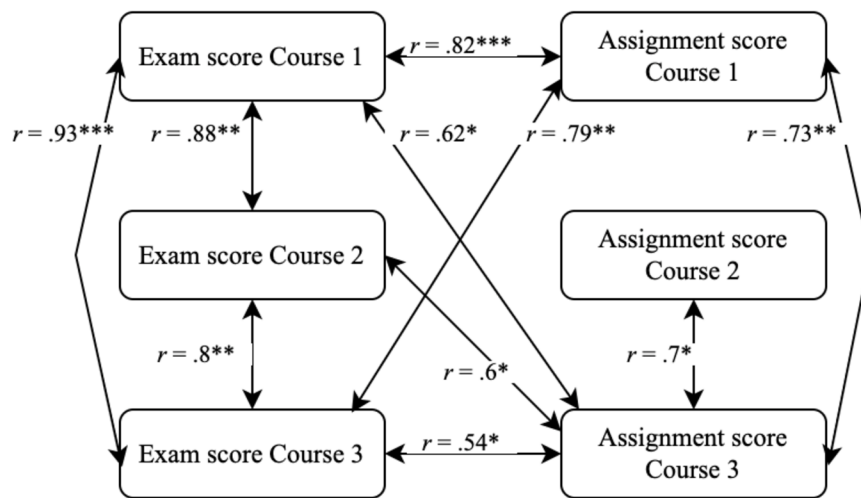 r = .82***
Exam score Course 1
Assignment score
Course 1
r = .93***
r = .88**
r = .62*
r = .79**
r = .73**
Exam score Course 2
Assignment score
Course 2
r = .8**
r = .6*
r = .7*
Exam score Course 3
r = .54*
Assignment score
Course 3